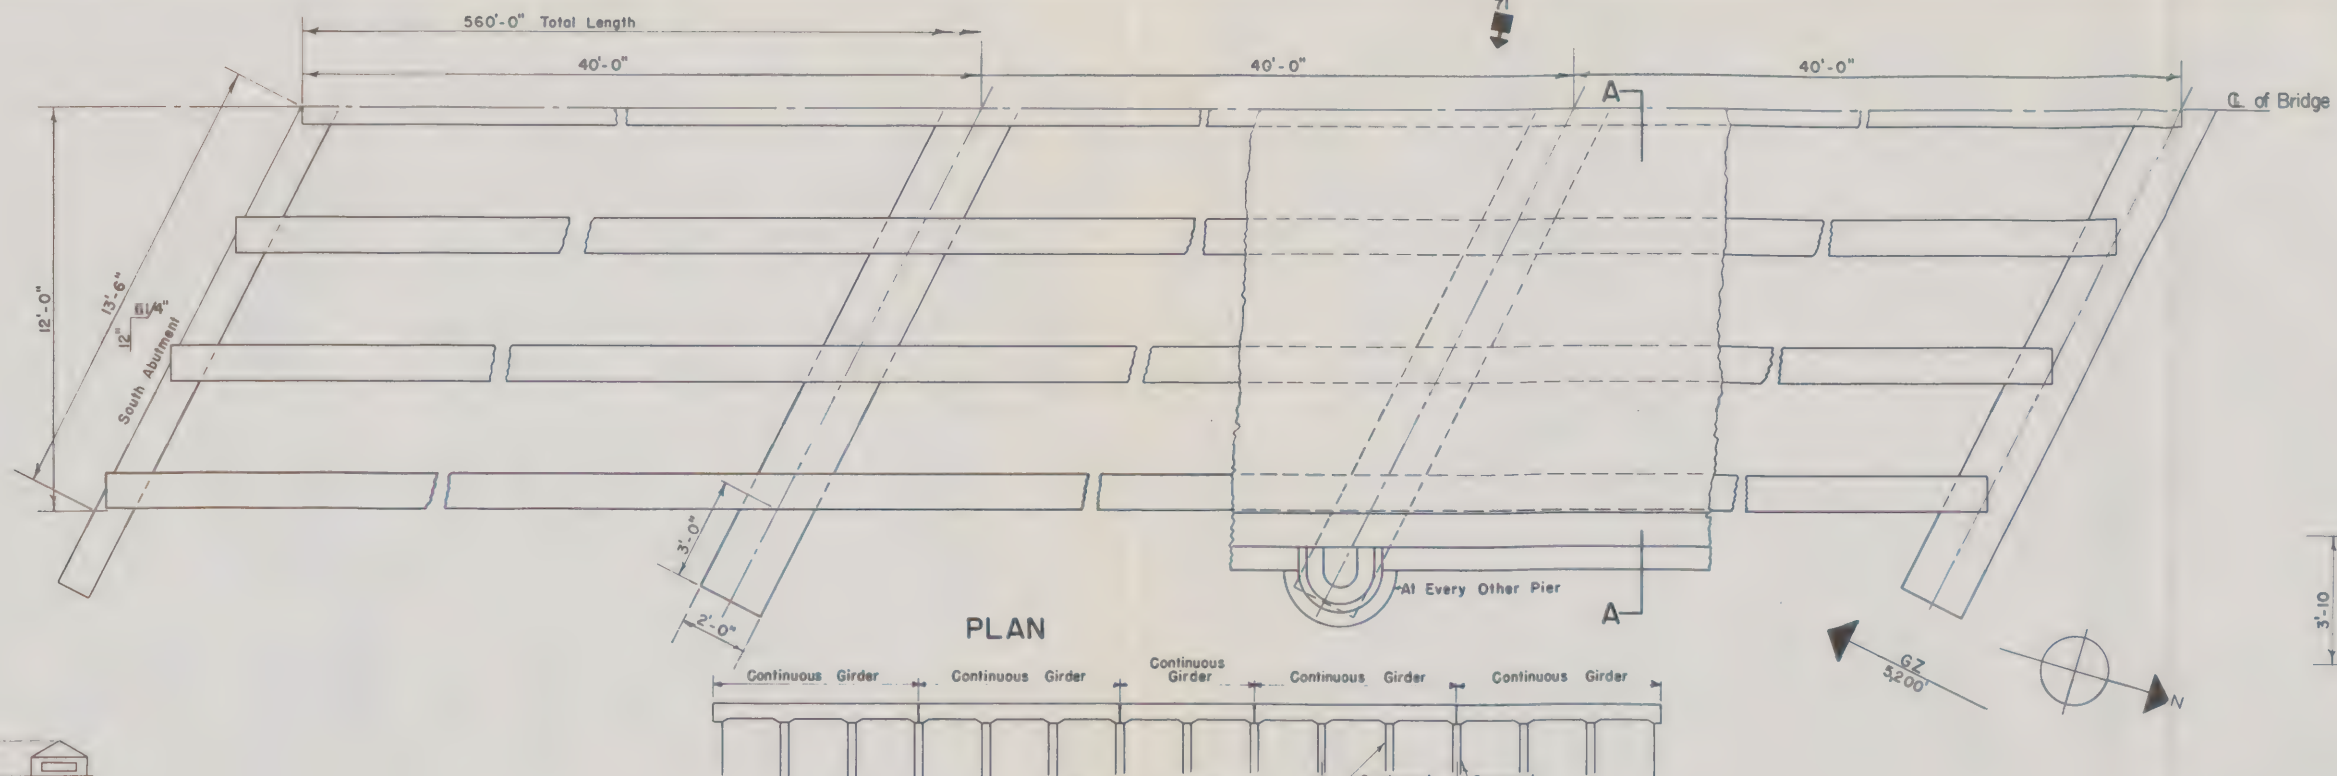 71
560'-0" Total Length
40'-0"
40'-0"
40'-0"
A
℄ of Bridge
12'-0"
13'-6"
12"
6 1/4"
South Abutment
3'-0"
2'-0"
At Every Other Pier
A
3'-10
PLAN
GZ
5,200'
N
Continuous Girder
Continuous Girder
Continuous Girder
Continuous Girder
Continuous Girder